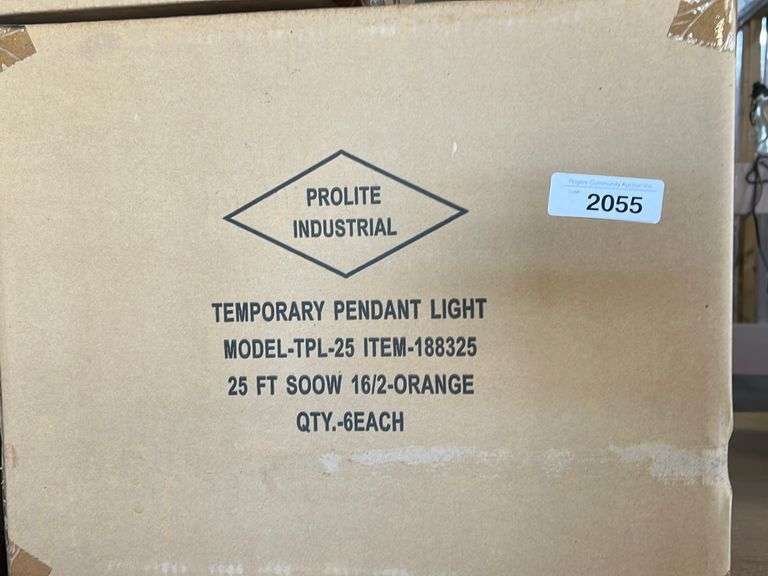 PROLITE
INDUSTRIAL
TEMPORARY PENDANT LIGHT
MODEL-TPL-25 ITEM-188325
25 FT SOOW 16/2-ORANGE
QTY.-6EACH
2055